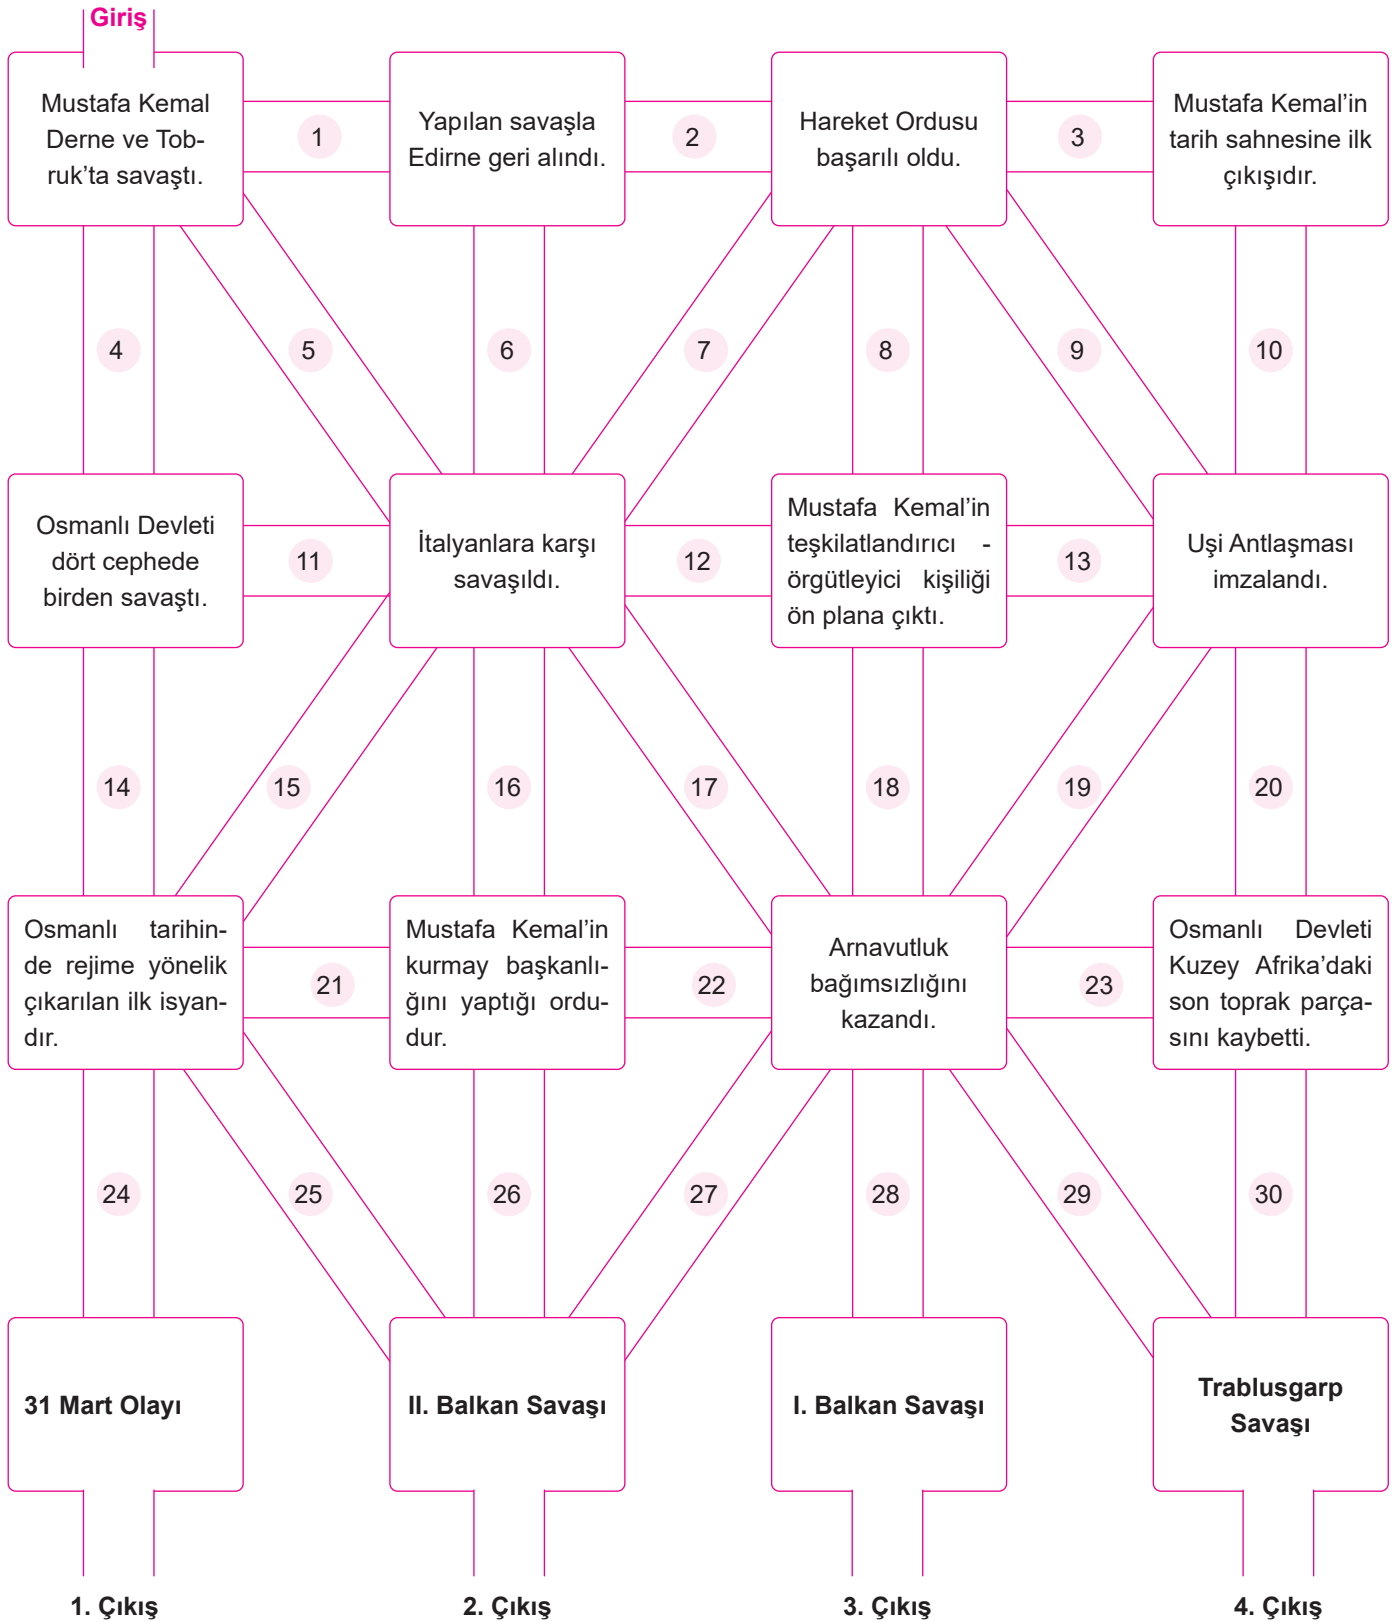 Giriş
Mustafa Kemal
Derne ve Tob-
ruk’ta savaştı.
1
Yapılan savaşla
Edirne geri alındı.
2
Hareket Ordusu
başarılı oldu.
3
Mustafa Kemal’in
tarih sahnesine ilk
çıkışıdır.
4
5
6
7
8
9
10
Osmanlı Devleti
dört cephede
birden savaştı.
11
İtalyanlara karşı
savaşıldı.
12
Mustafa Kemal’in
teşkilatlandırıcı -
örgütleyici kişiliği
ön plana çıktı.
13
Uşi Antlaşması
imzalandı.
14
15
16
17
18
19
20
Osmanlı tarihin-
de rejime yönelik
çıkarılan ilk isyan-
dır.
21
Mustafa Kemal’in
kurmay başkanlı-
ğını yaptığı ordu-
dur.
22
Arnavutluk
bağımsızlığını
kazandı.
23
Osmanlı Devleti
Kuzey Afrika’daki
son toprak parça-
sını kaybetti.
24
25
26
27
28
29
30
31 Mart Olayı
II. Balkan Savaşı
I. Balkan Savaşı
Trablusgarp
Savaşı
1. Çıkış
2. Çıkış
3. Çıkış
4. Çıkış